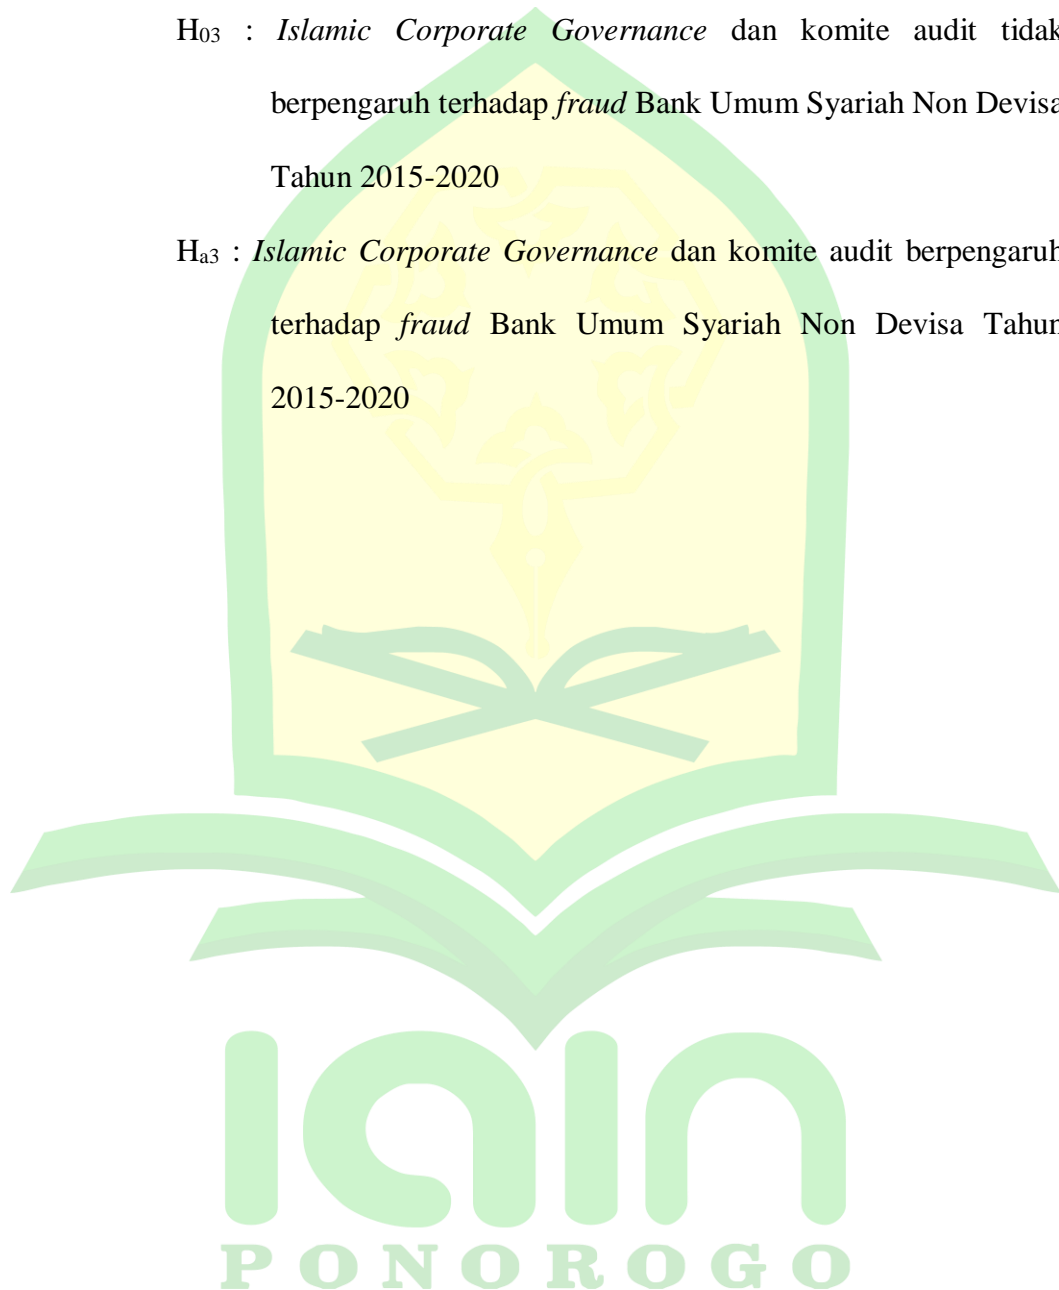 H03 : Islamic Corporate Governance dan komite audit tidak
berpengaruh terhadap fraud Bank Umum Syariah Non Devisa
Tahun 2015-2020
Ha3 : Islamic Corporate Governance dan komite audit berpengaruh
terhadap fraud Bank Umum Syariah Non Devisa Tahun
2015-2020
iain
PONOROGO